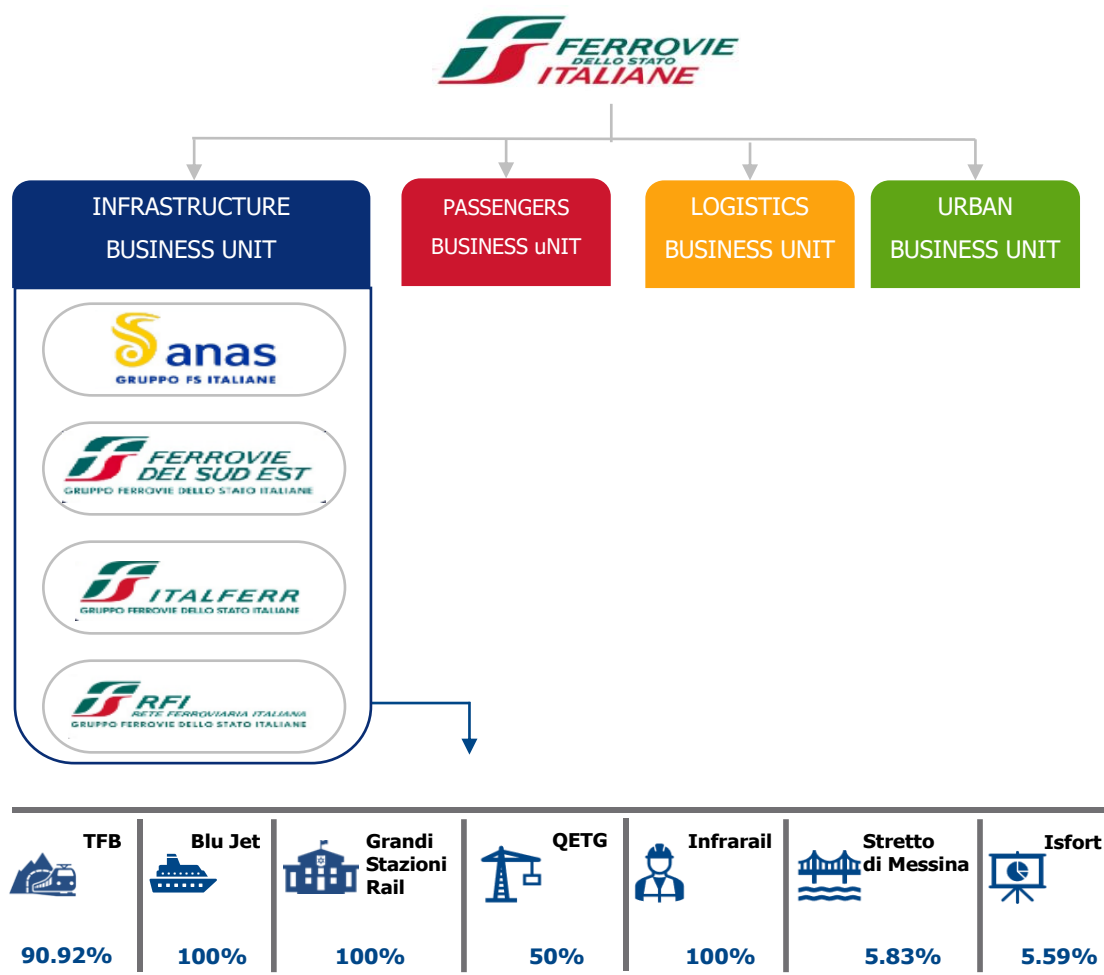 FERROVIE
DELLO STATO
ITALIANE
INFRASTRUCTURE
BUSINESS UNIT
PASSENGERS
BUSINESS uNIT
LOGISTICS
BUSINESS UNIT
URBAN
BUSINESS UNIT
anas
GRUPPO FS ITALIANE
FERROVIE
DEL SUD EST
GRUPPO FERROVIE DELLO STATO ITALIANE
ITALFERR
GRUPPO FERROVIE DELLO STATO ITALIANE
RFI
RETE FERROVIARIA ITALIANA
GRUPPO FERROVIE DELLO STATO ITALIANE
TFB
90.92%
Blu Jet
100%
Grandi
Stazioni
Rail
100%
QETG
50%
Infrarail
100%
Stretto
di Messina
5.83%
Isfort
5.59%